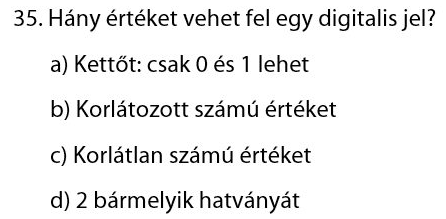 35. Hány értéket vehet fel egy digitalis jel?
a) Kettőt: csak 0 és 1 lehet
b) Korlátozott számú értéket
c) Korlátlan számú értéket
d) 2 bármelyik hatványát